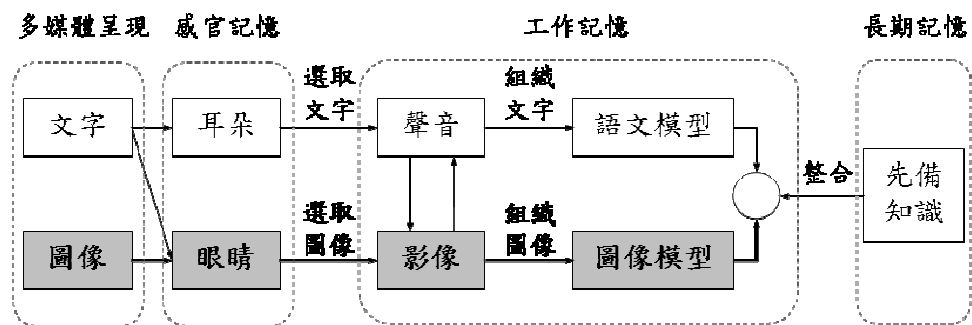 多媒體呈現
感官記憶
工作記憶
長期記憶
文字
耳朵
選取
文字
聲音
組織
文字
語文模型
整合
先備
知識
圖像
眼睛
選取
圖像
影像
組織
圖像
圖像模型